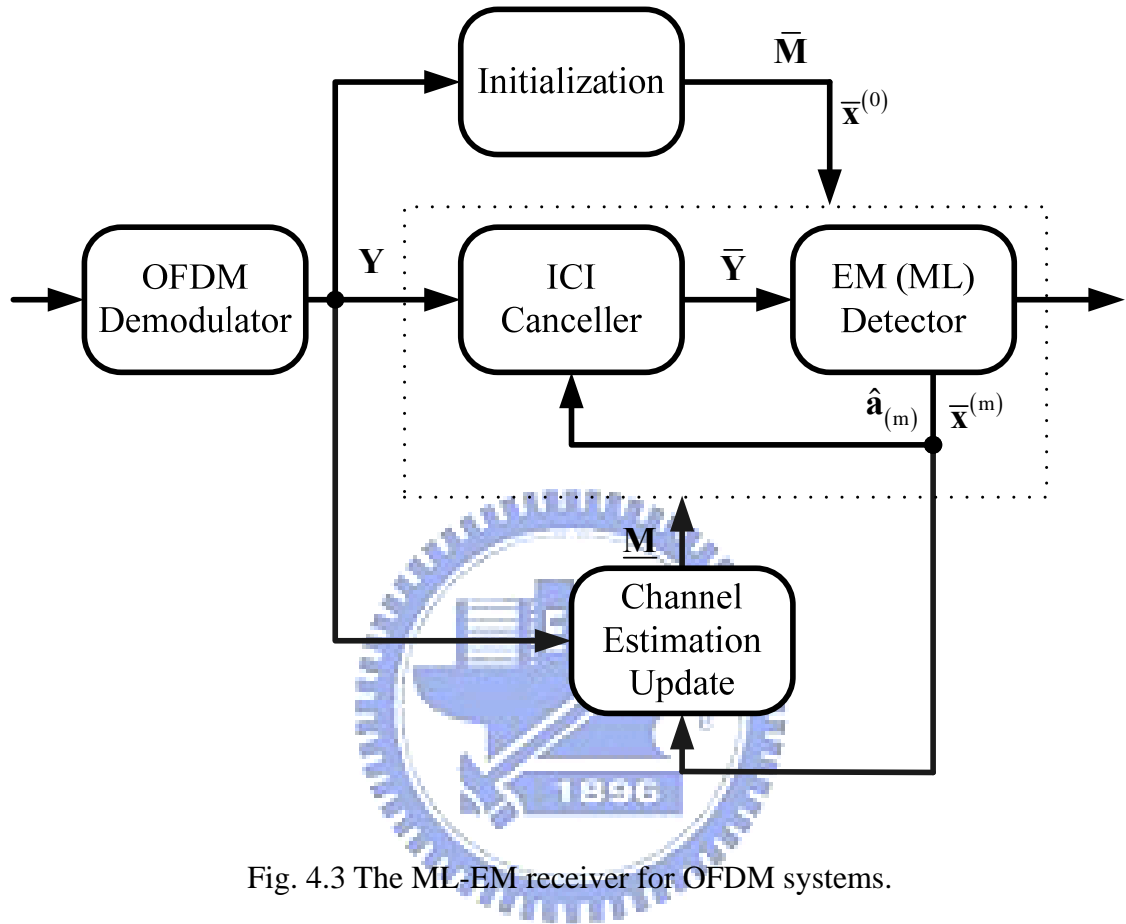 Initialization
M̄
x̄⁽⁰⁾
OFDM
Demodulator
Y
ICI
Canceller
Ȳ
EM (ML)
Detector
â₍ₘ₎
x̄⁽ᵐ⁾
M̲
Channel
Estimation
Update
1896
Fig. 4.3 The ML-EM receiver for OFDM systems.